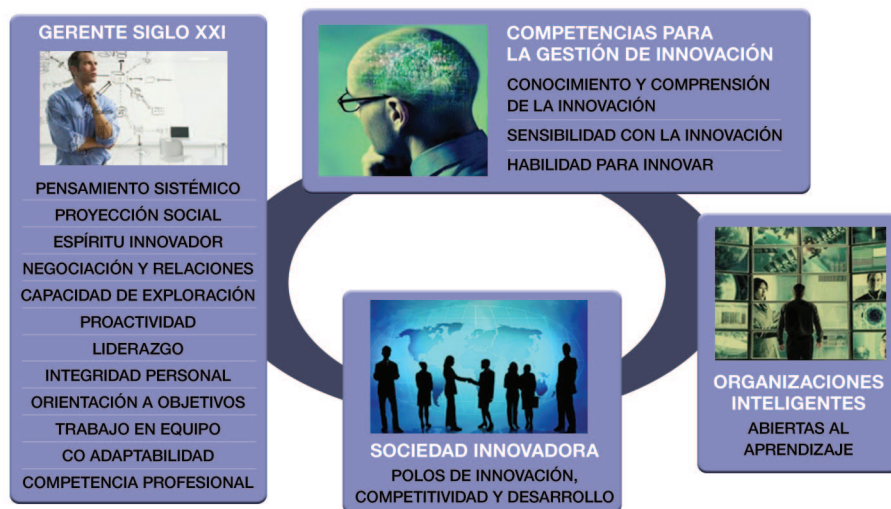 GERENTE SIGLO XXI
PENSAMIENTO SISTÉMICO
PROYECCIÓN SOCIAL
ESPÍRITU INNOVADOR
NEGOCIACIÓN Y RELACIONES
CAPACIDAD DE EXPLORACIÓN
PROACTIVIDAD
LIDERAZGO
INTEGRIDAD PERSONAL
ORIENTACIÓN A OBJETIVOS
TRABAJO EN EQUIPO
CO ADAPTABILIDAD
COMPETENCIA PROFESIONAL
COMPETENCIAS PARA
LA GESTIÓN DE INNOVACIÓN
CONOCIMIENTO Y COMPRENSIÓN
DE LA INNOVACIÓN
SENSIBILIDAD CON LA INNOVACIÓN
HABILIDAD PARA INNOVAR
ORGANIZACIONES
INTELIGENTES
ABIERTAS AL
APRENDIZAJE
SOCIEDAD INNOVADORA
POLOS DE INNOVACIÓN,
COMPETITIVIDAD Y DESARROLLO